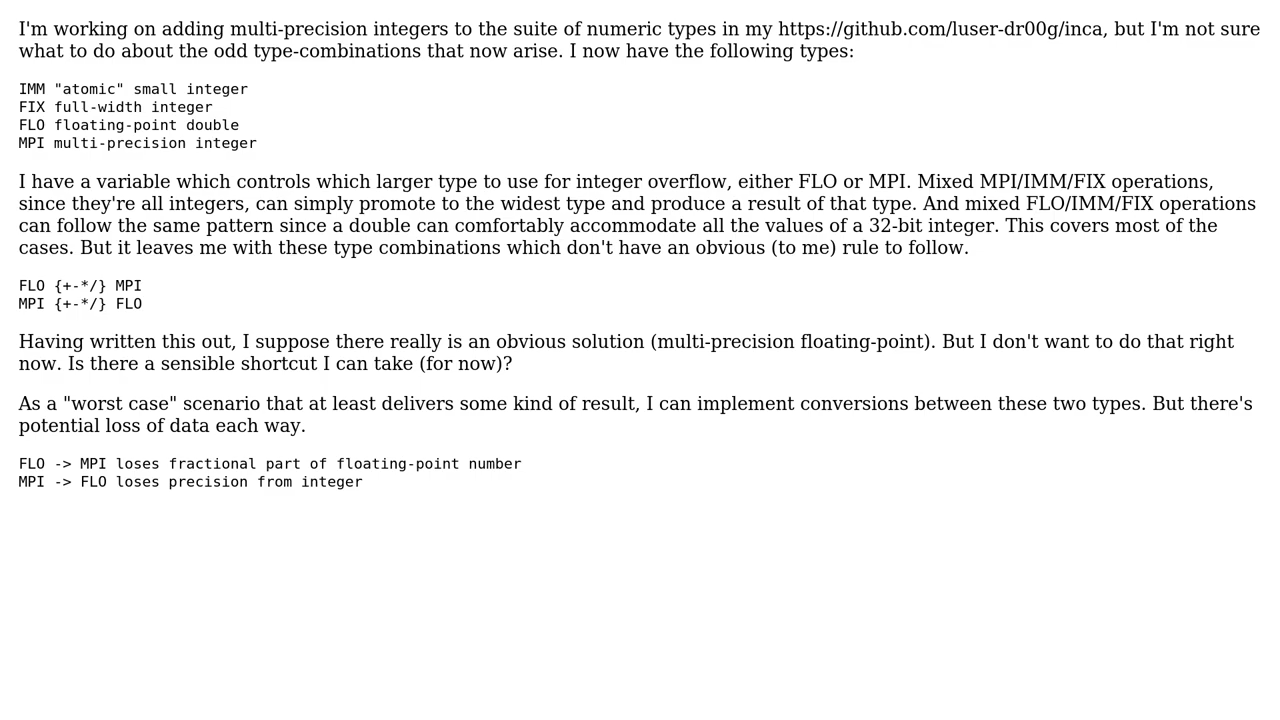 I'm working on adding multi-precision integers to the suite of numeric types in my https://github.com/luser-dr00g/inca, but I'm not sure
what to do about the odd type-combinations that now arise. I now have the following types:
IMM "atomic" small integer
FIX full-width integer
FLO floating-point double
MPI multi-precision integer
I have a variable which controls which larger type to use for integer overflow, either FLO or MPI. Mixed MPI/IMM/FIX operations,
since they're all integers, can simply promote to the widest type and produce a result of that type. And mixed FLO/IMM/FIX operations
can follow the same pattern since a double can comfortably accommodate all the values of a 32-bit integer. This covers most of the
cases. But it leaves me with these type combinations which don't have an obvious (to me) rule to follow.
FLO {+-*/} MPI
MPI {+-*/} FLO
Having written this out, I suppose there really is an obvious solution (multi-precision floating-point). But I don't want to do that right
now. Is there a sensible shortcut I can take (for now)?
As a "worst case" scenario that at least delivers some kind of result, I can implement conversions between these two types. But there's
potential loss of data each way.
FLO -> MPI loses fractional part of floating-point number
MPI -> FLO loses precision from integer